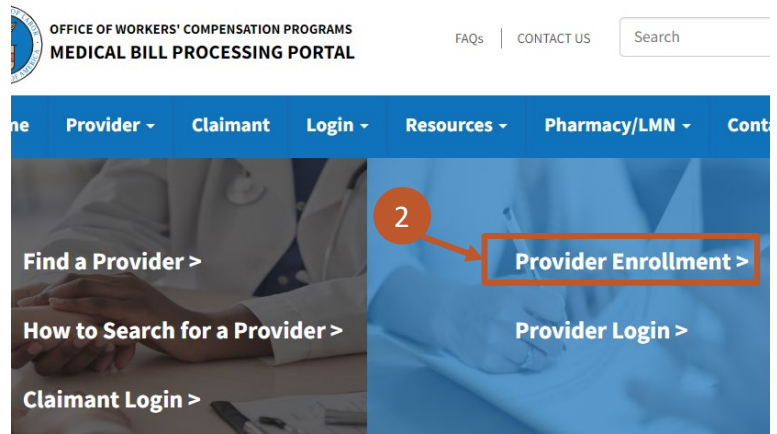 OFFICE OF WORKERS' COMPENSATION PROGRAMS
MEDICAL BILL PROCESSING PORTAL
FAQs
CONTACT US
Search
Provider
Claimant
Login
Resources
Pharmacy/LMN
2
Find a Provider >
How to Search for a Provider >
Claimant Login >
Provider Enrollment >
Provider Login >